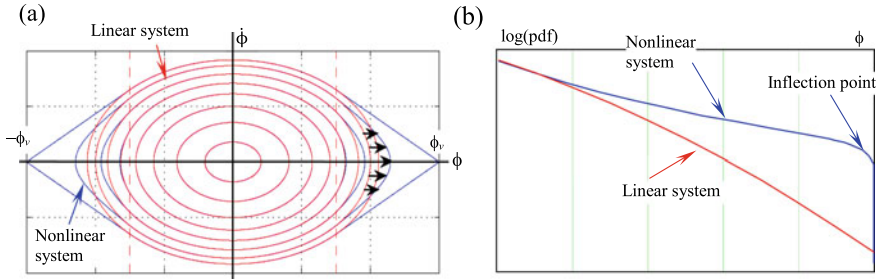 (a)
Linear system
ϕ̇
−ϕᵥ
ϕᵥ
ϕ
Nonlinear
system
(b)
log(pdf)
ϕ
Nonlinear
system
Inflection point
Linear system